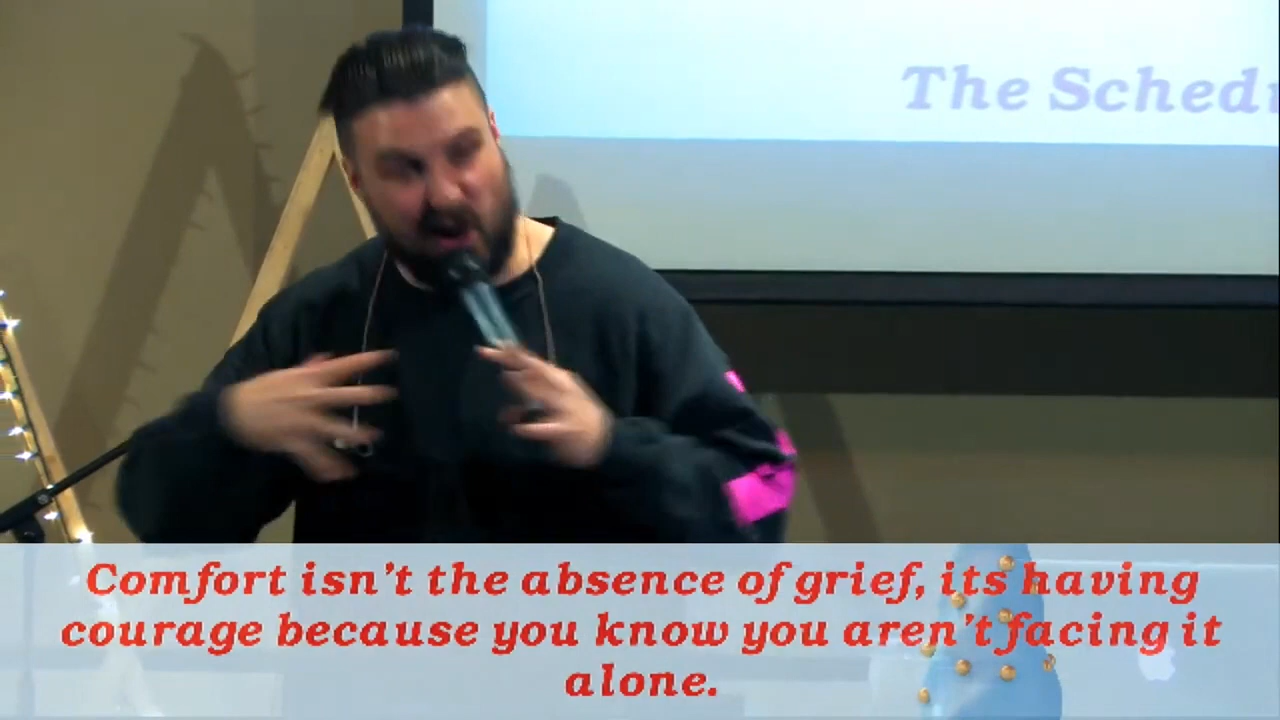 The Sched
Comfort isn't the absence of grief, its having
courage because you know you aren't facing it
alone.